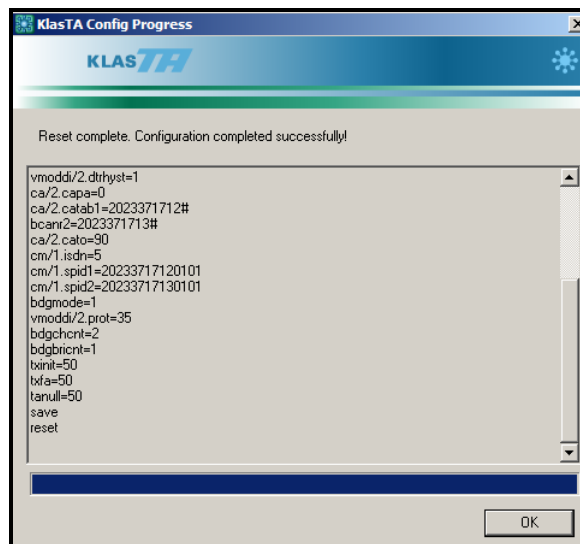 KlasTA Config Progress
KLAS TA
Reset complete. Configuration completed successfully!
vmoddi/2.dtrhyst=1
ca/2.capa=0
ca/2.catab1=2023371712#
bcanr2=2023371713#
ca/2.cato=90
cm/1.isdn=5
cm/1.spid1=20233717120101
cm/1.spid2=20233717130101
bdgmode=1
vmoddi/2.prot=35
bdgchcnt=2
bdgbricnt=1
txinit=50
txfa=50
tanull=50
save
reset
OK